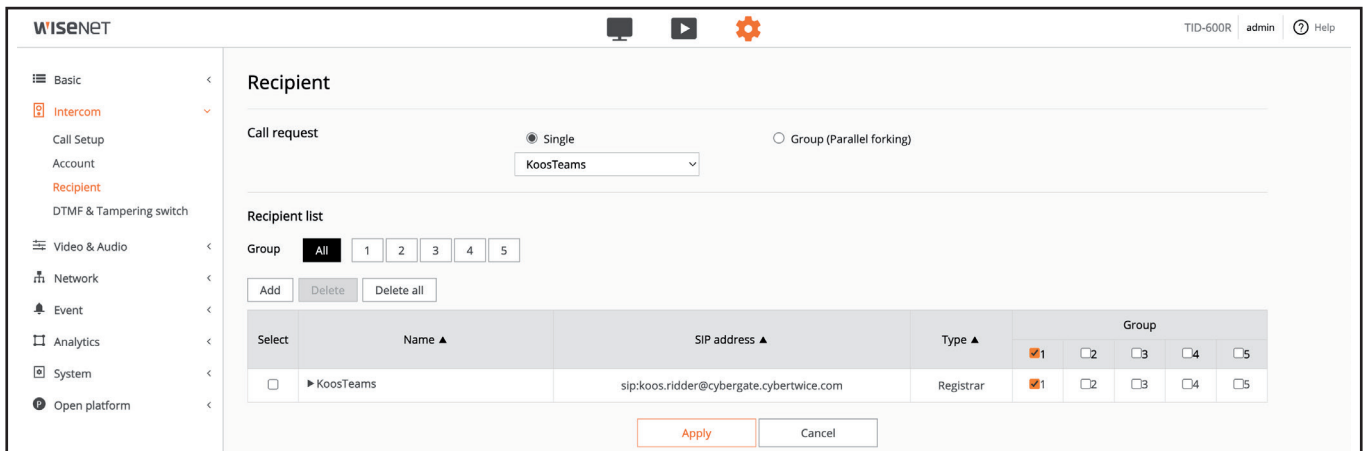 WISENET
TID-600R admin Help
Basic
Intercom
Call Setup
Account
Recipient
DTMF & Tampering switch
Video & Audio
Network
Event
Analytics
System
Open platform
Recipient
Call request
Single Group (Parallel forking)
KoosTeams
Recipient list
Group All 1 2 3 4 5
Add Delete Delete all
Select Name ▲ SIP address ▲ Type ▲ Group
1 2 3 4 5
KoosTeams sip:koos.ridder@cybergate.cybertwice.com Registrar 1 2 3 4 5
Apply Cancel